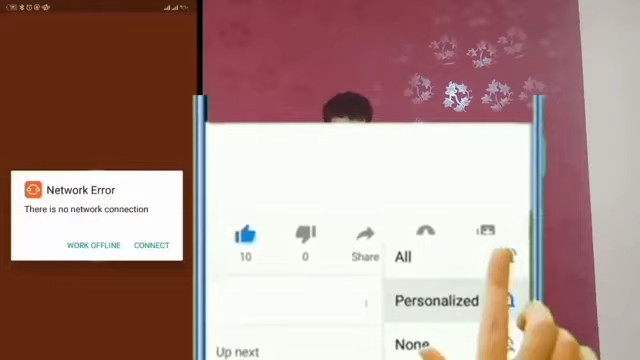 Network Error
There is no network connection
WORK OFFLINE CONNECT
10 0 Share
All
Personalized
None
Up next